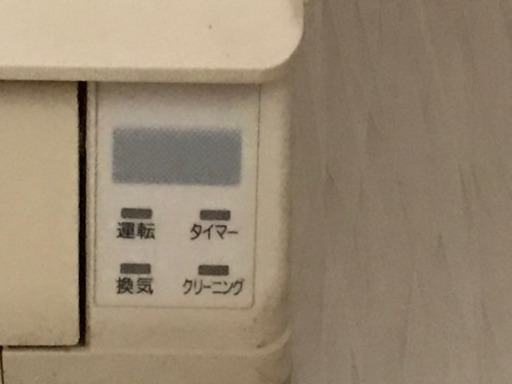 運転 タイマー
換気 クリーニング